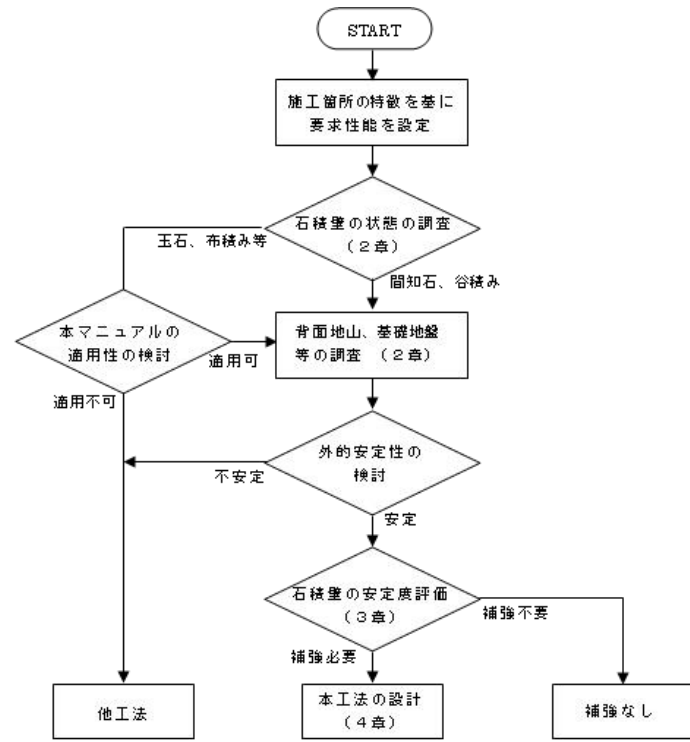 START
施工箇所の特徴を基に
要求性能を設定
石積壁の状態の調査
(2章)
玉石、布積み等
間知石、谷積み
本マニュアルの
適用性の検討
適用可
背面地山、基礎地盤
等の調査 (2章)
適用不可
外的安定性の
検討
不安定
安定
石積壁の安定度評価
(3章)
補強不要
補強必要
他工法
本工法の設計
(4章)
補強なし